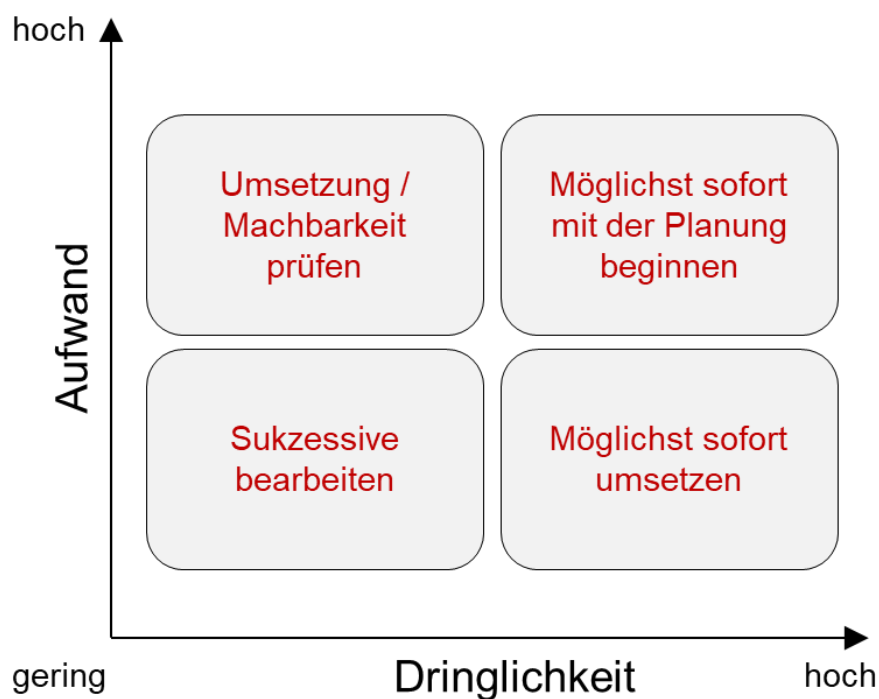 hoch
Umsetzung /
Machbarkeit
prüfen
Möglichst sofort
mit der Planung
beginnen
Aufwand
Sukzessive
bearbeiten
Möglichst sofort
umsetzen
gering
Dringlichkeit
hoch